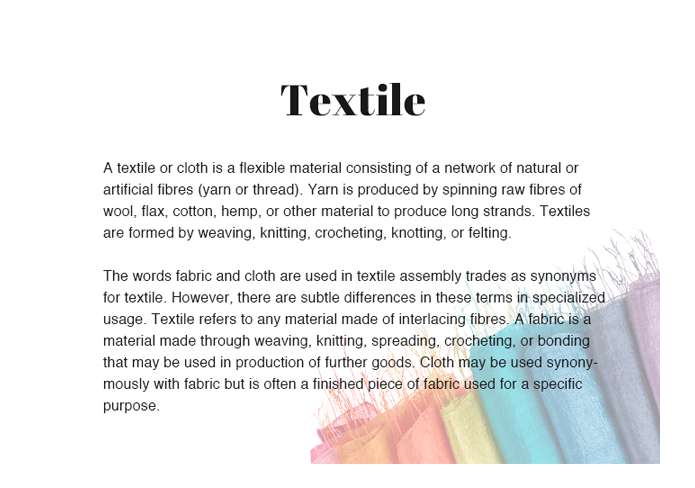 Textile
A textile or cloth is a flexible material consisting of a network of natural or
artificial fibres (yarn or thread). Yarn is produced by spinning raw fibres of
wool, flax, cotton, hemp, or other material to produce long strands. Textiles
are formed by weaving, knitting, crocheting, knotting, or felting.
The words fabric and cloth are used in textile assembly trades as synonyms
for textile. However, there are subtle differences in these terms in specialized
usage. Textile refers to any material made of interlacing fibres. A fabric is a
material made through weaving, knitting, spreading, crocheting, or bonding
that may be used in production of further goods. Cloth may be used synony-
mously with fabric but is often a finished piece of fabric used for a specific
purpose.